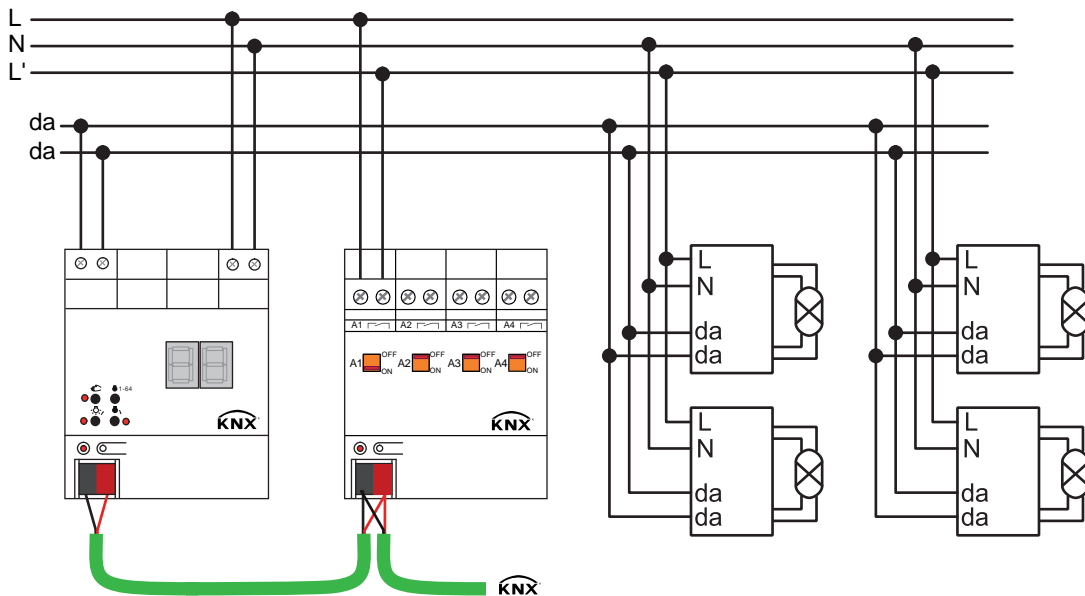 L
N
L'
da
da
A1 A2 A3 A4
A1 OFF ON A2 OFF ON A3 OFF ON A4 OFF ON
1-64
KNX
KNX
L
N
da
da
L
N
da
da
L
N
da
da
L
N
da
da
KNX